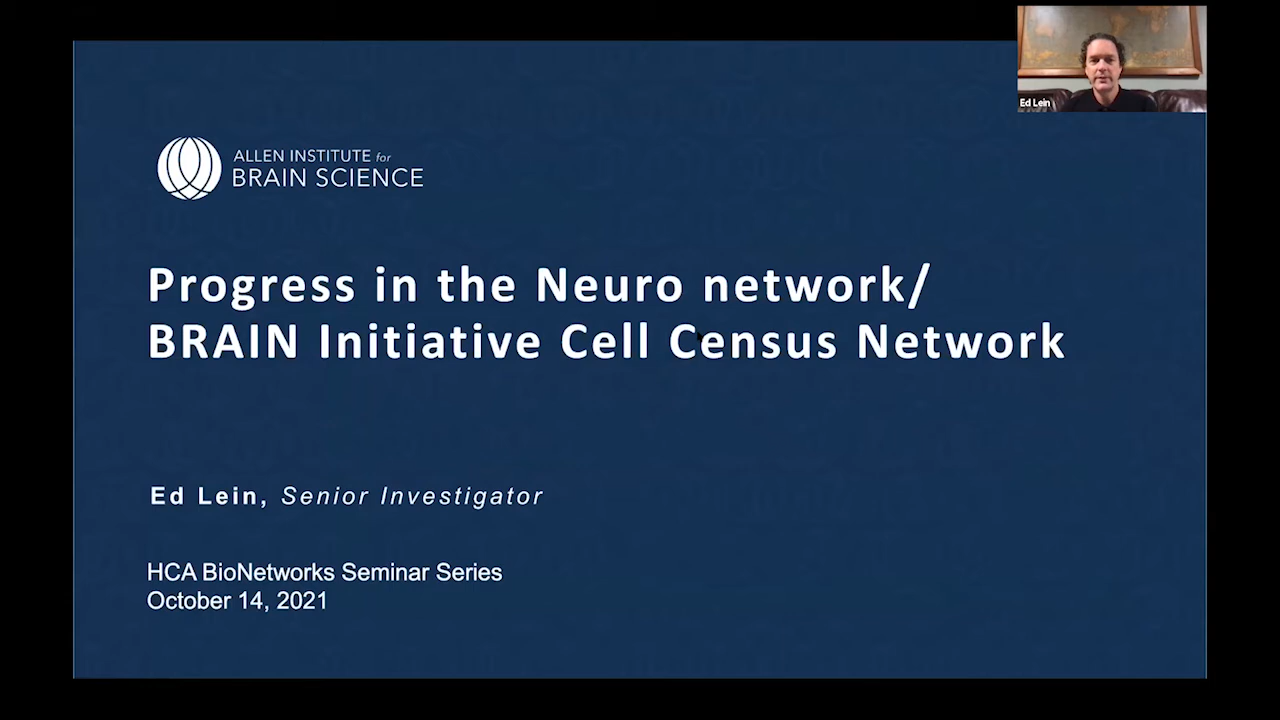 Ed Lein
ALLEN INSTITUTE for
BRAIN SCIENCE
Progress in the Neuro network/
BRAIN Initiative Cell Census Network
Ed Lein, Senior Investigator
HCA BioNetworks Seminar Series
October 14, 2021